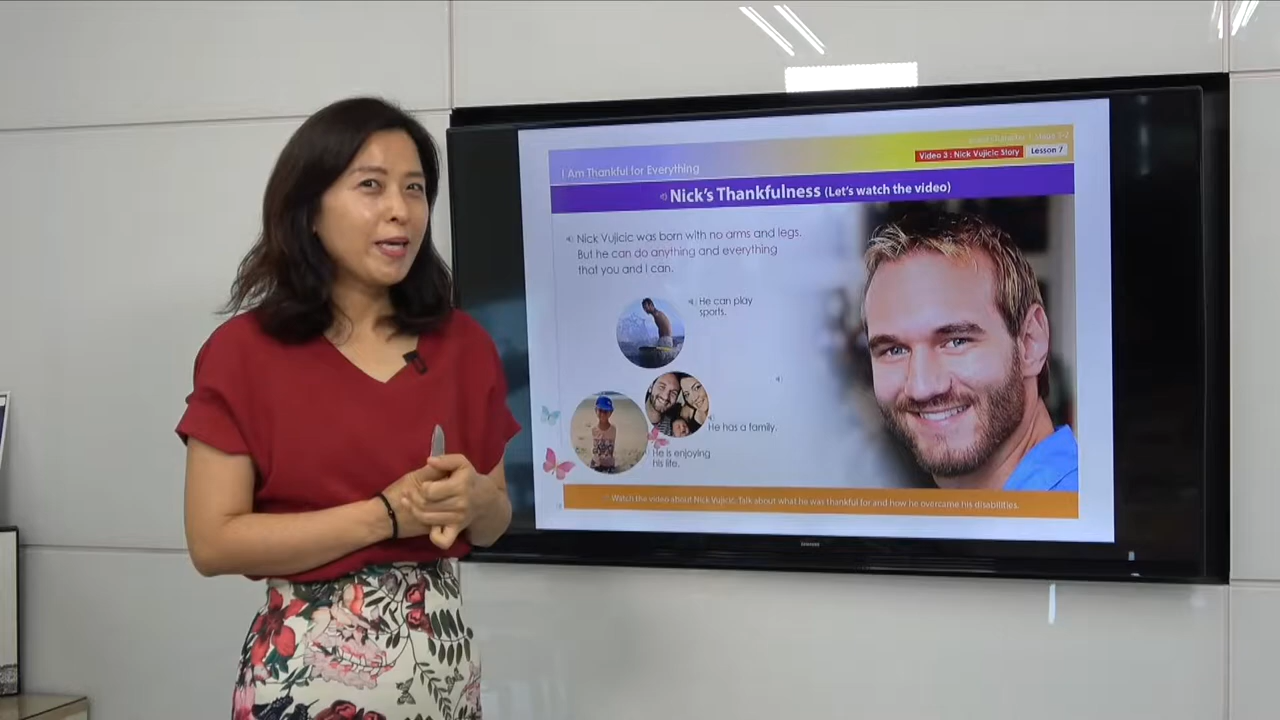 Video 3 : Nick Vujicic Story
Lesson 7
I Am Thankful for Everything
Nick's Thankfulness (Let's watch the video)
Nick Vujicic was born with no arms and legs.
But he can do anything and everything
that you and I can.
He can play
sports.
He has a family.
He is enjoying
his life.
Watch the video about Nick Vujicic. Talk about what he was thankful for and how he overcame his disabilities.